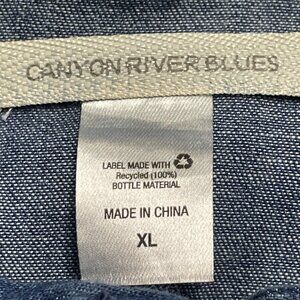 CANYON RIVER BLUES
LABEL MADE WITH
Recycled (100%)
BOTTLE MATERIAL
MADE IN CHINA
XL